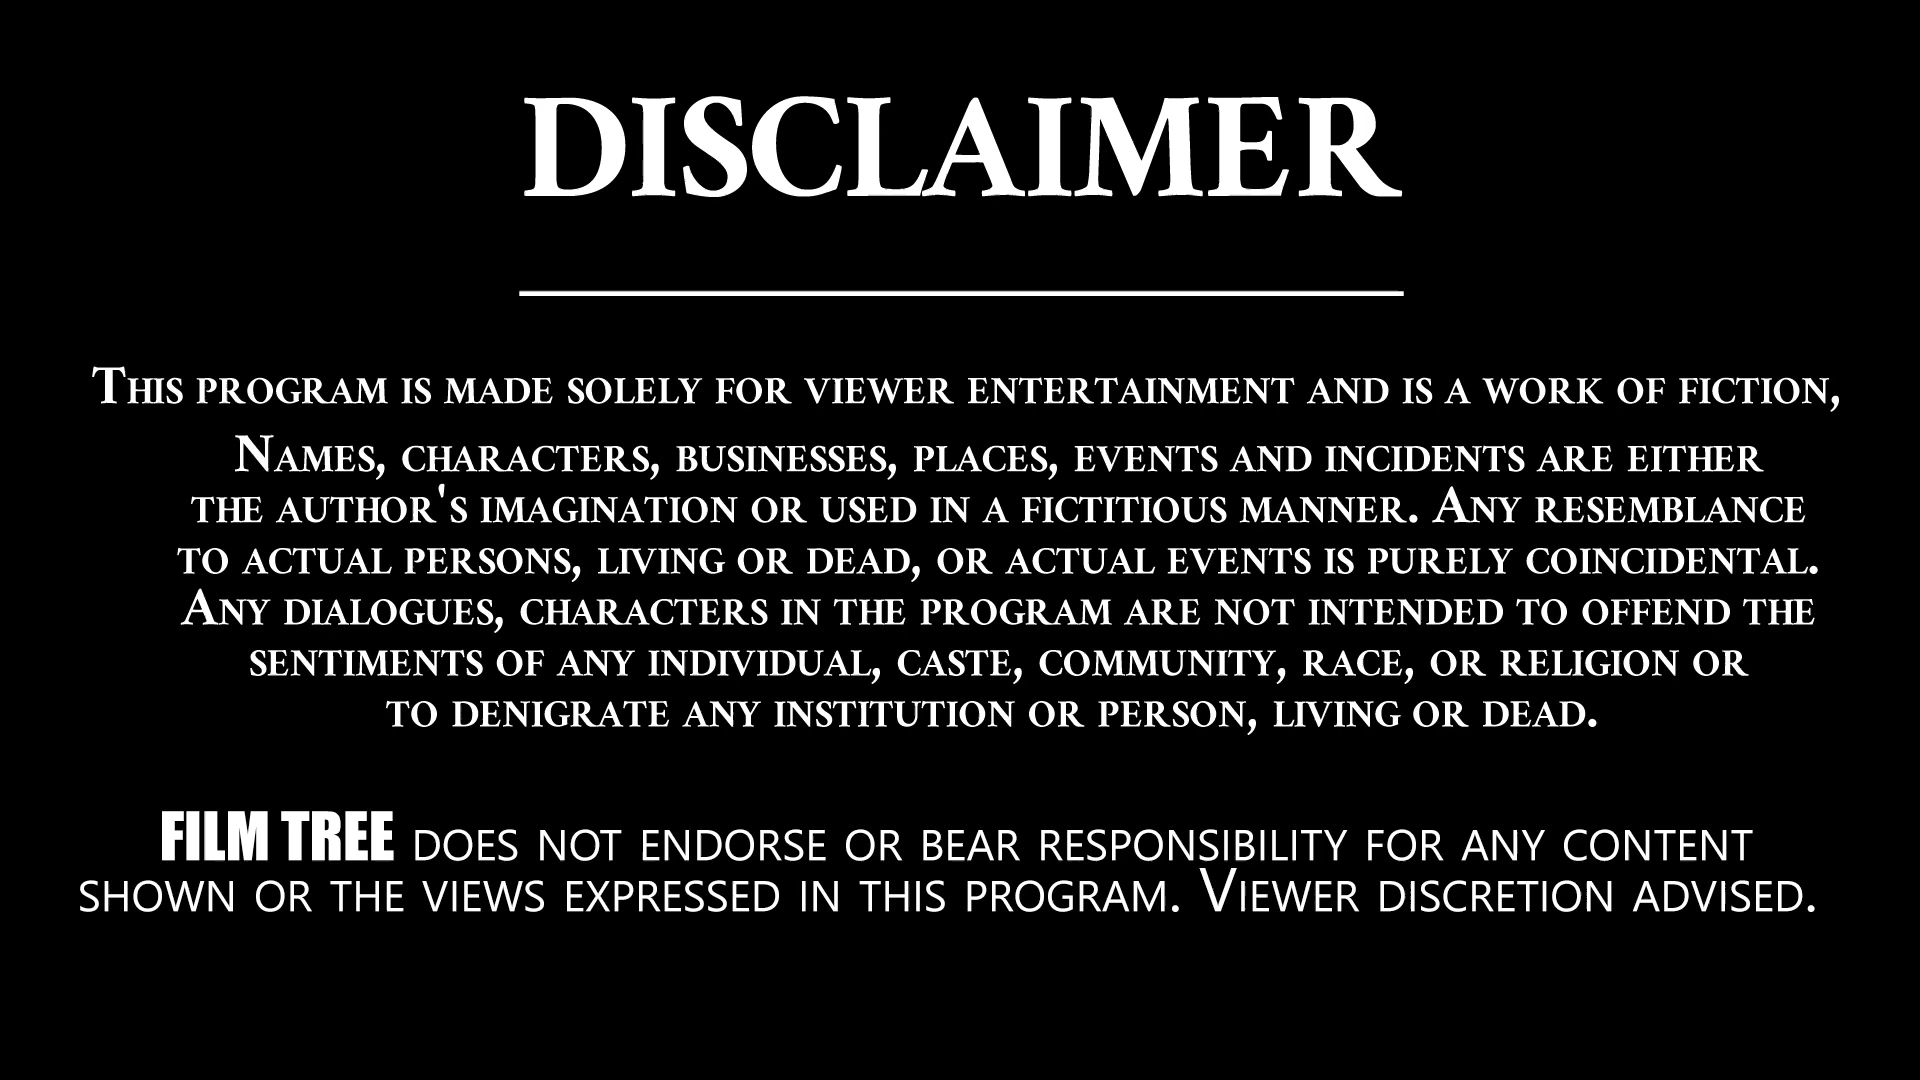 DISCLAIMER
This program is made solely for viewer entertainment and is a work of fiction,
Names, characters, businesses, places, events and incidents are either
the author's imagination or used in a fictitious manner. Any resemblance
to actual persons, living or dead, or actual events is purely coincidental.
Any dialogues, characters in the program are not intended to offend the
sentiments of any individual, caste, community, race, or religion or
to denigrate any institution or person, living or dead.
FILM TREE does not endorse or bear responsibility for any content
shown or the views expressed in this program. Viewer discretion advised.